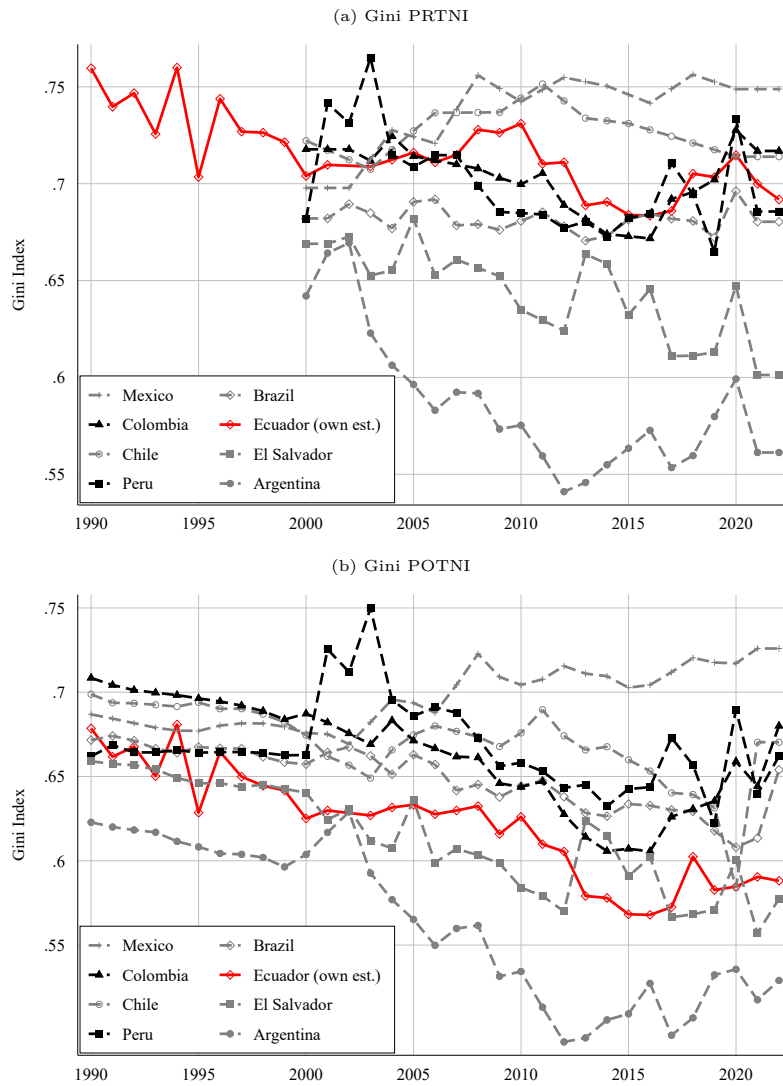 (a) Gini PRTNI
.75
.7
.65
.6
.55
Gini Index
Mexico
Brazil
Colombia
Ecuador (own est.)
Chile
El Salvador
Peru
Argentina
1990
1995
2000
2005
2010
2015
2020
(b) Gini POTNI
.75
.7
.65
.6
.55
Gini Index
Mexico
Brazil
Colombia
Ecuador (own est.)
Chile
El Salvador
Peru
Argentina
1990
1995
2000
2005
2010
2015
2020